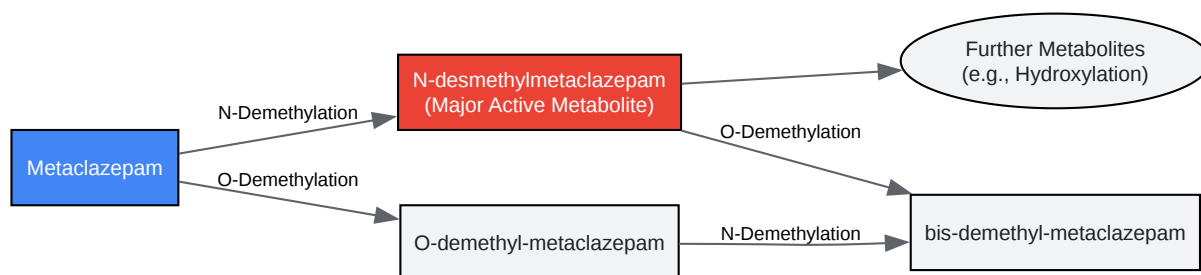 Metaclazepam
N-Demethylation
O-Demethylation
N-desmethylmetaclazepam
(Major Active Metabolite)
O-demethyl-metaclazepam
O-Demethylation
N-Demethylation
Further Metabolites
(e.g., Hydroxylation)
bis-demethyl-metaclazepam